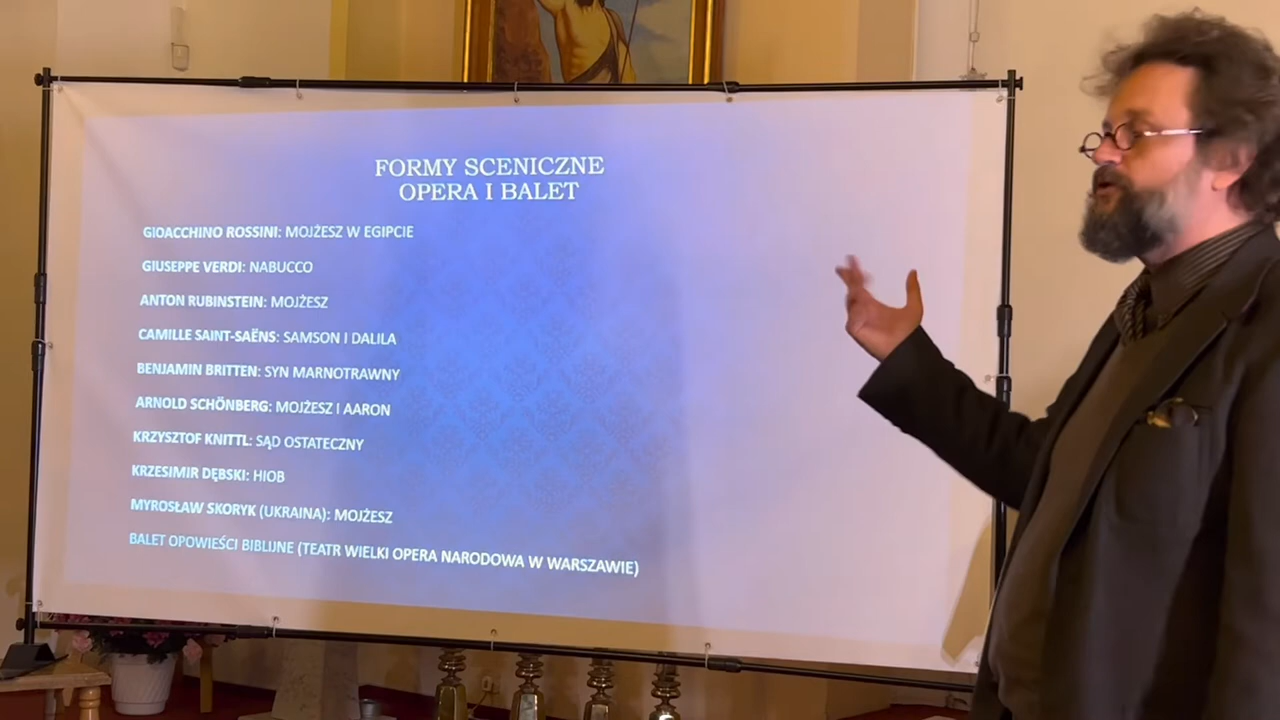 FORMY SCENICZNE
OPERA I BALET
GIOACCHINO ROSSINI: MOJŻESZ W EGIPCIE
GIUSEPPE VERDI: NABUCCO
ANTON RUBINSTEIN: MOJŻESZ
CAMILLE SAINT-SAËNS: SAMSON I DALILA
BENJAMIN BRITTEN: SYN MARNOTRAWNY
ARNOLD SCHÖNBERG: MOJŻESZ I AARON
KRZYSZTOF KNITTL: SĄD OSTATECZNY
KRZESIMIR DĘBSKI: HIOB
MYROSŁAW SKORYK (UKRAINA): MOJŻESZ
BALET OPOWIEŚCI BIBLIJNE (TEATR WIELKI OPERA NARODOWA W WARSZAWIE)